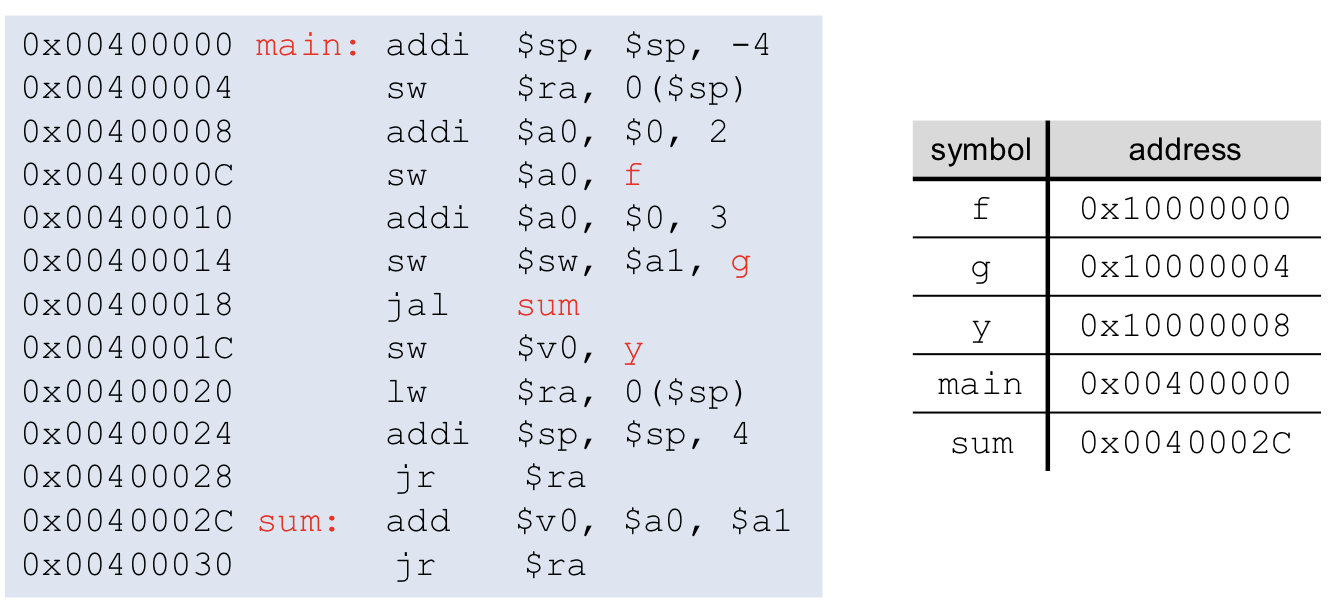 0x00400000 main: addi $sp, $sp, -4
0x00400004 sw $ra, 0($sp)
0x00400008 addi $a0, $0, 2
0x0040000C sw $a0, f
0x00400010 addi $a0, $0, 3
0x00400014 sw $sw, $a1, g
0x00400018 jal sum
0x0040001C sw $v0, y
0x00400020 lw $ra, 0($sp)
0x00400024 addi $sp, $sp, 4
0x00400028 jr $ra
0x0040002C sum: add $v0, $a0, $a1
0x00400030 jr $ra
symbol address
f 0x10000000
g 0x10000004
y 0x10000008
main 0x00400000
sum 0x0040002C